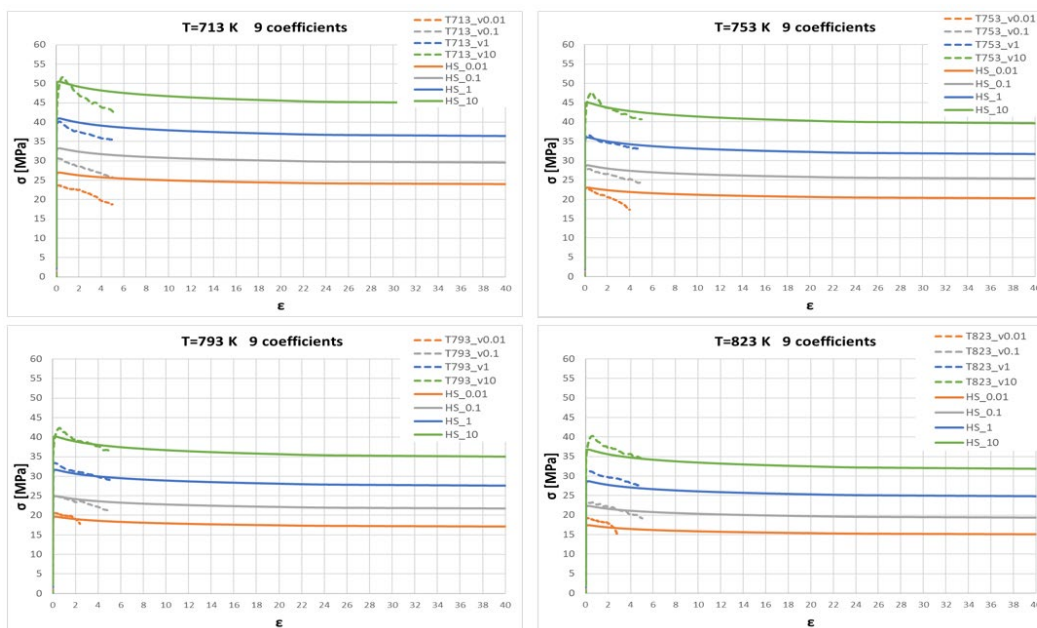 T=713 K 9 coefficients
T713_v0.01
T713_v0.1
T713_v1
T713_v10
HS_0.01
HS_0.1
HS_1
HS_10
σ [MPa]
60
55
50
45
40
35
30
25
20
15
10
5
0
0 2 4 6 8 10 12 14 16 18 20 22 24 26 28 30 32 34 36 38 40
ε
T=753 K 9 coefficients
T753_v0.01
T753_v0.1
T753_v1
T753_v10
HS_0.01
HS_0.1
HS_1
HS_10
σ [MPa]
60
55
50
45
40
35
30
25
20
15
10
5
0
0 2 4 6 8 10 12 14 16 18 20 22 24 26 28 30 32 34 36 38 40
ε
T=793 K 9 coefficients
T793_v0.01
T793_v0.1
T793_v1
T793_v10
HS_0.01
HS_0.1
HS_1
HS_10
σ [MPa]
60
55
50
45
40
35
30
25
20
15
10
5
0
0 2 4 6 8 10 12 14 16 18 20 22 24 26 28 30 32 34 36 38 40
ε
T=823 K 9 coefficients
T823_v0.01
T823_v0.1
T823_v1
T823_v10
HS_0.01
HS_0.1
HS_1
HS_10
σ [MPa]
60
55
50
45
40
35
30
25
20
15
10
5
0
0 2 4 6 8 10 12 14 16 18 20 22 24 26 28 30 32 34 36 38 40
ε